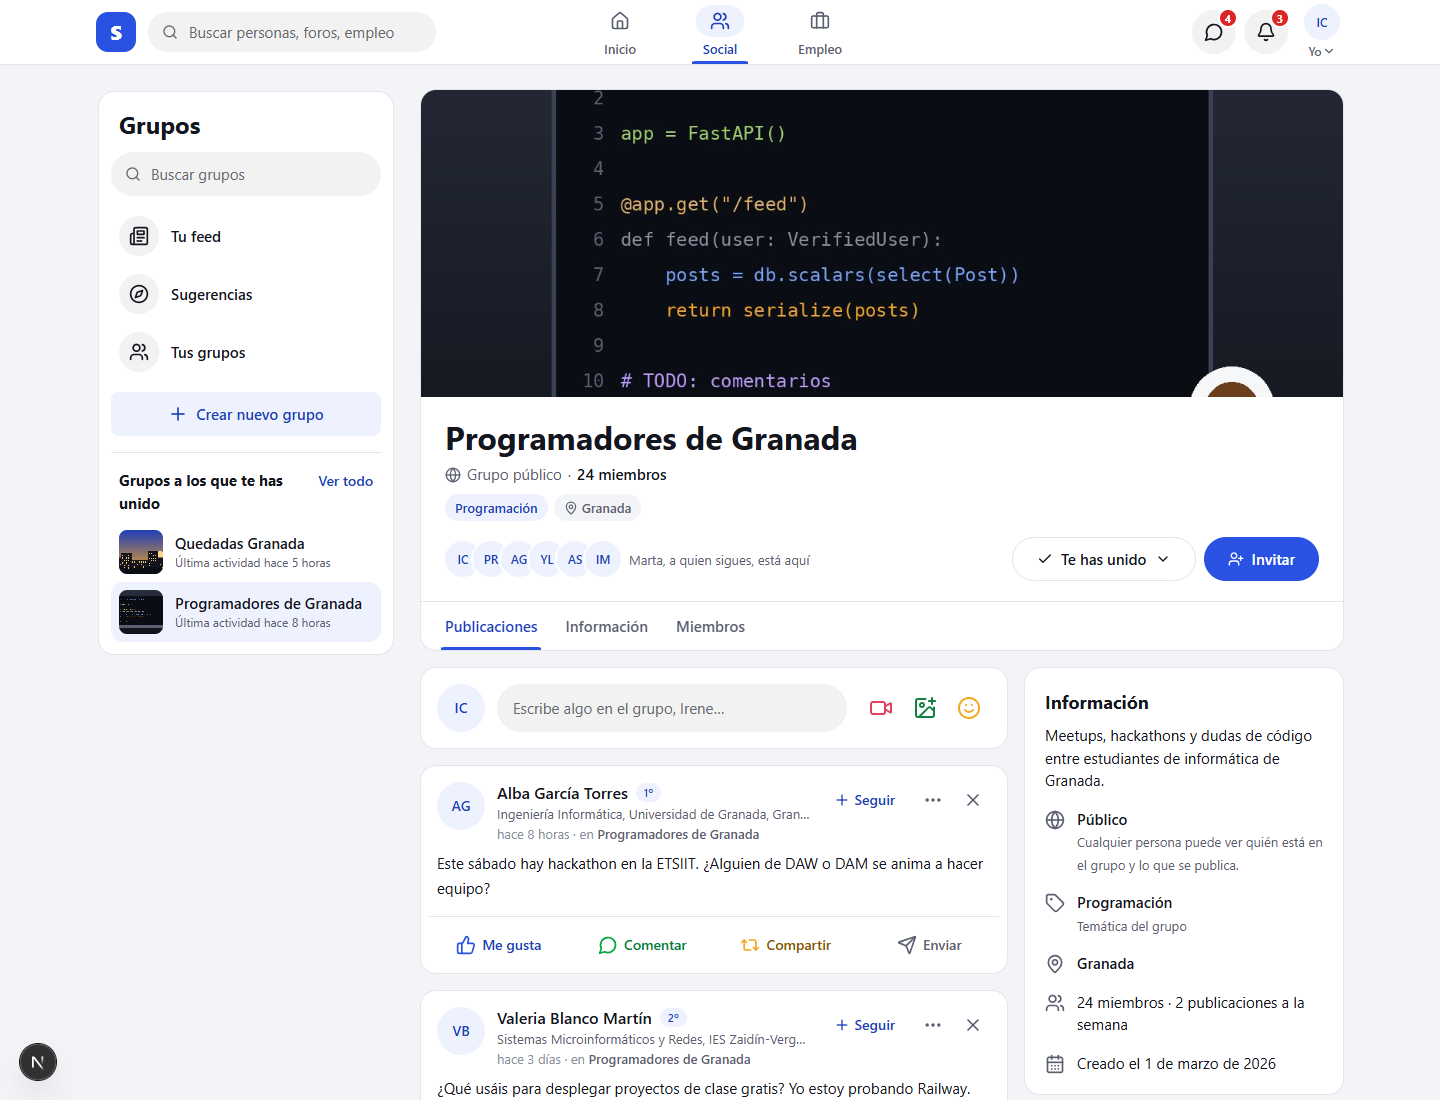 S
Buscar personas, foros, empleo
Inicio
Social
Empleo
4
3
IC
Yo
Grupos
Buscar grupos
Tu feed
Sugerencias
Tus grupos
Crear nuevo grupo
Grupos a los que te has
unido
Ver todo
Quedadas Granada
Última actividad hace 5 horas
Programadores de Granada
Última actividad hace 8 horas
2
3 app = FastAPI()
4
5 @app.get("/feed")
6 def feed(user: VerifiedUser):
7 posts = db.scalars(select(Post))
8 return serialize(posts)
9
10 # TODO: comentarios
Programadores de Granada
Grupo público · 24 miembros
Programación
Granada
IC PR AG YL AS IM
Marta, a quien sigues, está aquí
Te has unido
Invitar
Publicaciones
Información
Miembros
IC
Escribe algo en el grupo, Irene...
AG
Alba García Torres 1º
Ingeniería Informática, Universidad de Granada, Gran...
hace 8 horas · en Programadores de Granada
Seguir
Este sábado hay hackathon en la ETSIIT. ¿Alguien de DAW o DAM se anima a hacer
equipo?
Me gusta
Comentar
Compartir
Enviar
VB
Valeria Blanco Martín 2º
Sistemas Microinformáticos y Redes, IES Zaidín-Verg...
hace 3 días · en Programadores de Granada
Seguir
¿Qué usáis para desplegar proyectos de clase gratis? Yo estoy probando Railway.
Información
Meetups, hackathons y dudas de código
entre estudiantes de informática de
Granada.
Público
Cualquier persona puede ver quién está en
el grupo y lo que se publica.
Programación
Temática del grupo
Granada
24 miembros · 2 publicaciones a la
semana
Creado el 1 de marzo de 2026
N